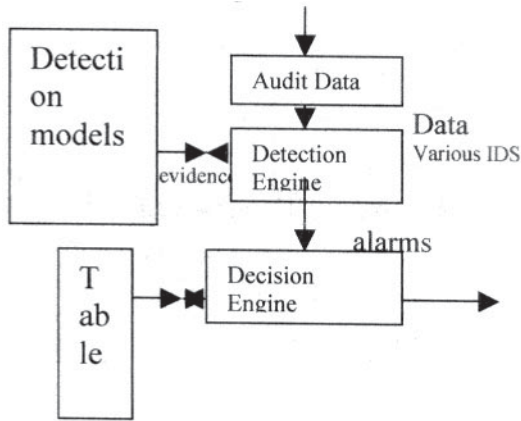 Detecti
on
models
Audit Data
Data
Various IDS
evidence
Detection
Engine
alarms
T
ab
le
Decision
Engine